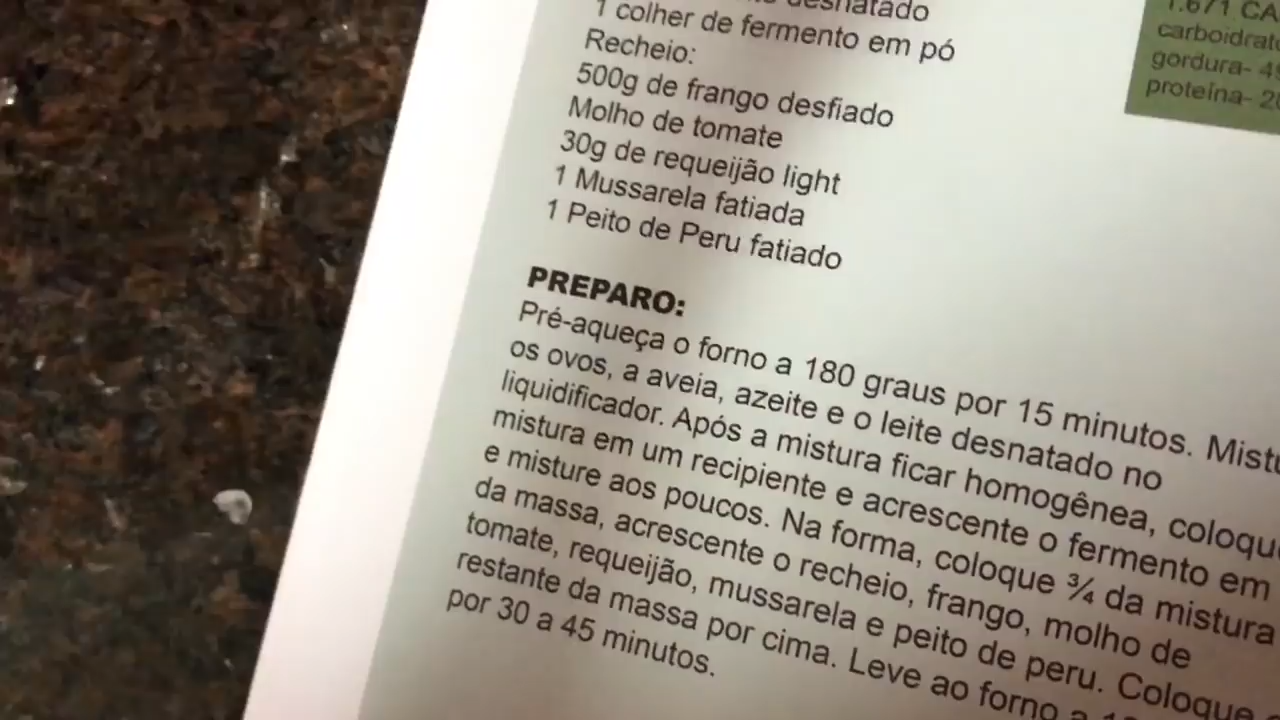 desnatado
1 colher de fermento em pó
Recheio:
500g de frango desfiado
Molho de tomate
30g de requeijão light
1 Mussarela fatiada
1 Peito de Peru fatiado
1.671
gordura-
proteína-
PREPARO:
Pré-aqueça o forno a 180 graus por 15 minutos.
os ovos, a aveia, azeite e o leite desnatado no
liquidificador. Após a mistura ficar homogênea,
mistura em um recipiente e acrescente o fermento em
e misture aos poucos. Na forma, coloque ¾ da mistura
da massa, acrescente o recheio, frango, molho de
tomate, requeijão, mussarela e peito de peru. Coloque
restante da massa por cima. Leve ao forno a
por 30 a 45 minutos.